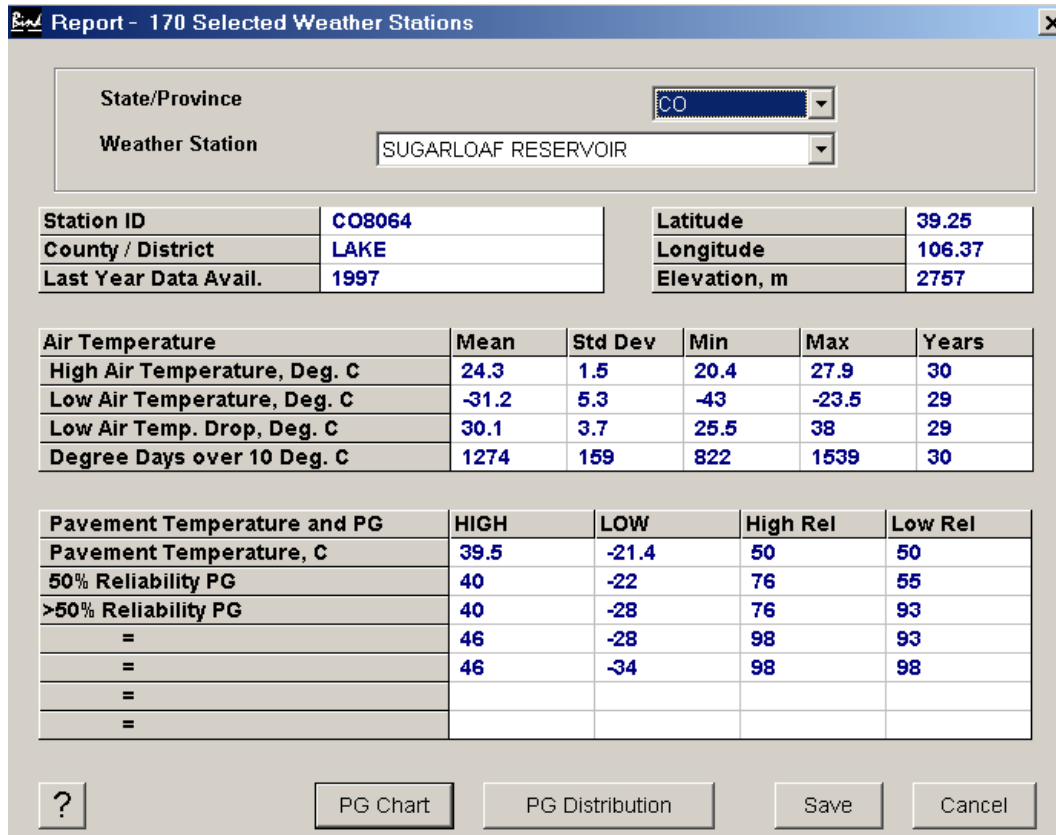 Bind Report - 170 Selected Weather Stations
State/Province CO
Weather Station SUGARLOAF RESERVOIR
Station ID CO8064 Latitude 39.25
County / District LAKE Longitude 106.37
Last Year Data Avail. 1997 Elevation, m 2757
Air Temperature Mean Std Dev Min Max Years
High Air Temperature, Deg. C 24.3 1.5 20.4 27.9 30
Low Air Temperature, Deg. C -31.2 5.3 -43 -23.5 29
Low Air Temp. Drop, Deg. C 30.1 3.7 25.5 38 29
Degree Days over 10 Deg. C 1274 159 822 1539 30
Pavement Temperature and PG HIGH LOW High Rel Low Rel
Pavement Temperature, C 39.5 -21.4 50 50
50% Reliability PG 40 -22 76 55
>50% Reliability PG 40 -28 76 93
= 46 -28 98 93
= 46 -34 98 98
=
=
? PG Chart PG Distribution Save Cancel